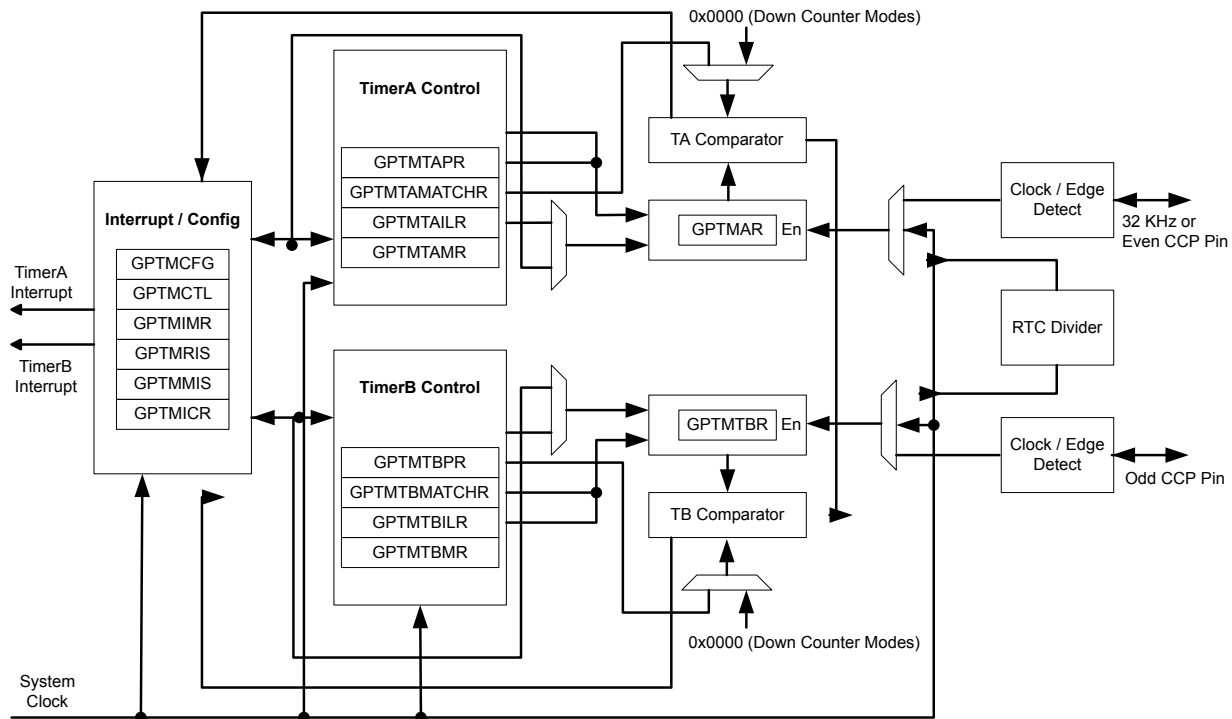 0x0000 (Down Counter Modes)
TimerA Control
GPTMTAPR
GPTMTAMATCHR
GPTMTAILR
GPTMTAMR
TA Comparator
GPTMAR
En
Clock / Edge
Detect
32 KHz or
Even CCP Pin
Interrupt / Config
GPTMCFG
GPTMCTL
GPTMIMR
GPTMRIS
GPTMMIS
GPTMICR
TimerA
Interrupt
TimerB
Interrupt
RTC Divider
TimerB Control
GPTMTBPR
GPTMTBMATCHR
GPTMTBILR
GPTMTBMR
GPTMTBR
En
Clock / Edge
Detect
Odd CCP Pin
TB Comparator
0x0000 (Down Counter Modes)
System
Clock